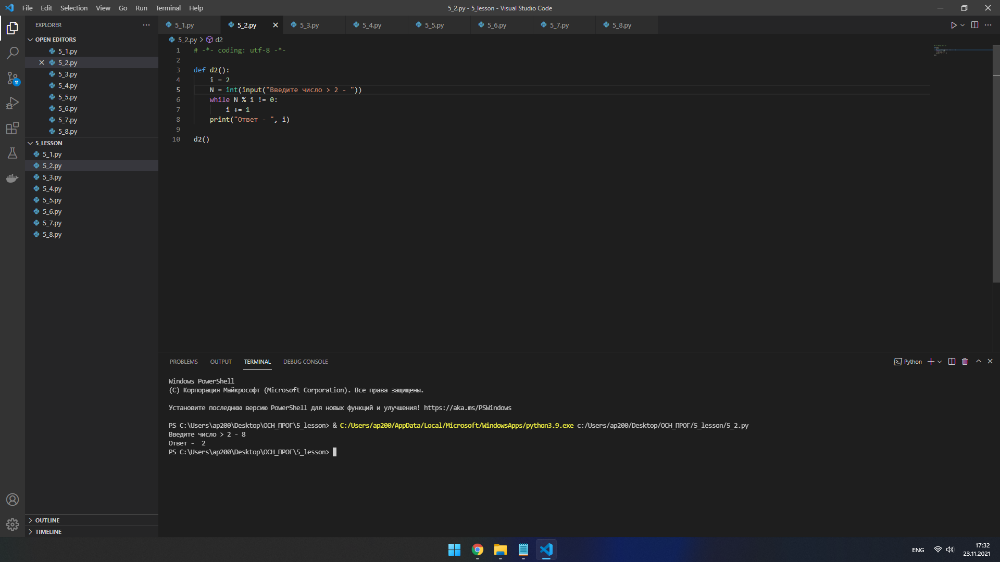 File Edit Selection View Go Run Terminal Help
5_2.py - 5_lesson - Visual Studio Code
EXPLORER
OPEN EDITORS
5_1.py
5_2.py
5_3.py
5_4.py
5_5.py
5_6.py
5_7.py
5_8.py
5_LESSON
5_1.py
5_2.py
5_3.py
5_4.py
5_5.py
5_6.py
5_7.py
5_8.py
OUTLINE
TIMELINE
11
5_1.py 5_2.py 5_3.py 5_4.py 5_5.py 5_6.py 5_7.py 5_8.py
5_2.py > d2
1 # -*- coding: utf-8 -*-
2
3 def d2():
4 i = 2
5 N = int(input("Введите число > 2 - "))
6 while N % i != 0:
7 i += 1
8 print("Ответ - ", i)
9
10 d2()
PROBLEMS OUTPUT TERMINAL DEBUG CONSOLE
Python
Windows PowerShell
(C) Корпорация Майкрософт (Microsoft Corporation). Все права защищены.
Установите последнюю версию PowerShell для новых функций и улучшения! https://aka.ms/PSWindows
PS C:\Users\ap200\Desktop\ОСН_ПРОГ\5_lesson> & C:/Users/ap200/AppData/Local/Microsoft/WindowsApps/python3.9.exe c:/Users/ap200/Desktop/ОСН_ПРОГ/5_lesson/5_2.py
Введите число > 2 - 8
Ответ -  2
PS C:\Users\ap200\Desktop\ОСН_ПРОГ\5_lesson>
ENG
17:32
23.11.2021